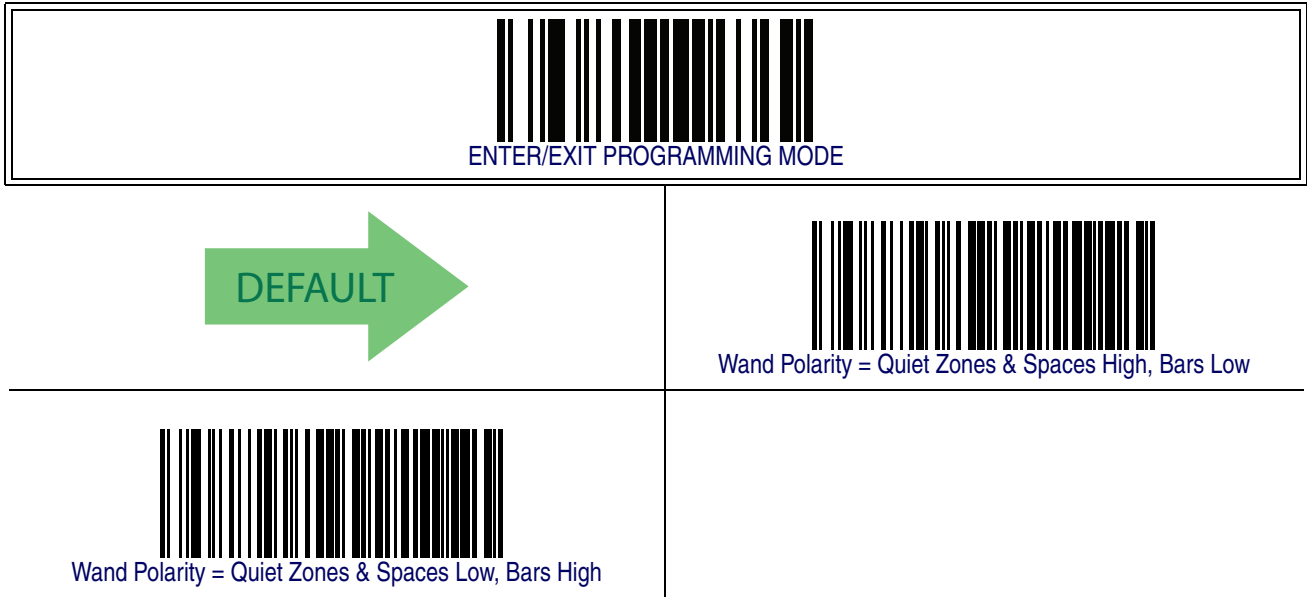 ENTER/EXIT PROGRAMMING MODE
DEFAULT
Wand Polarity = Quiet Zones & Spaces High, Bars Low
Wand Polarity = Quiet Zones & Spaces Low, Bars High